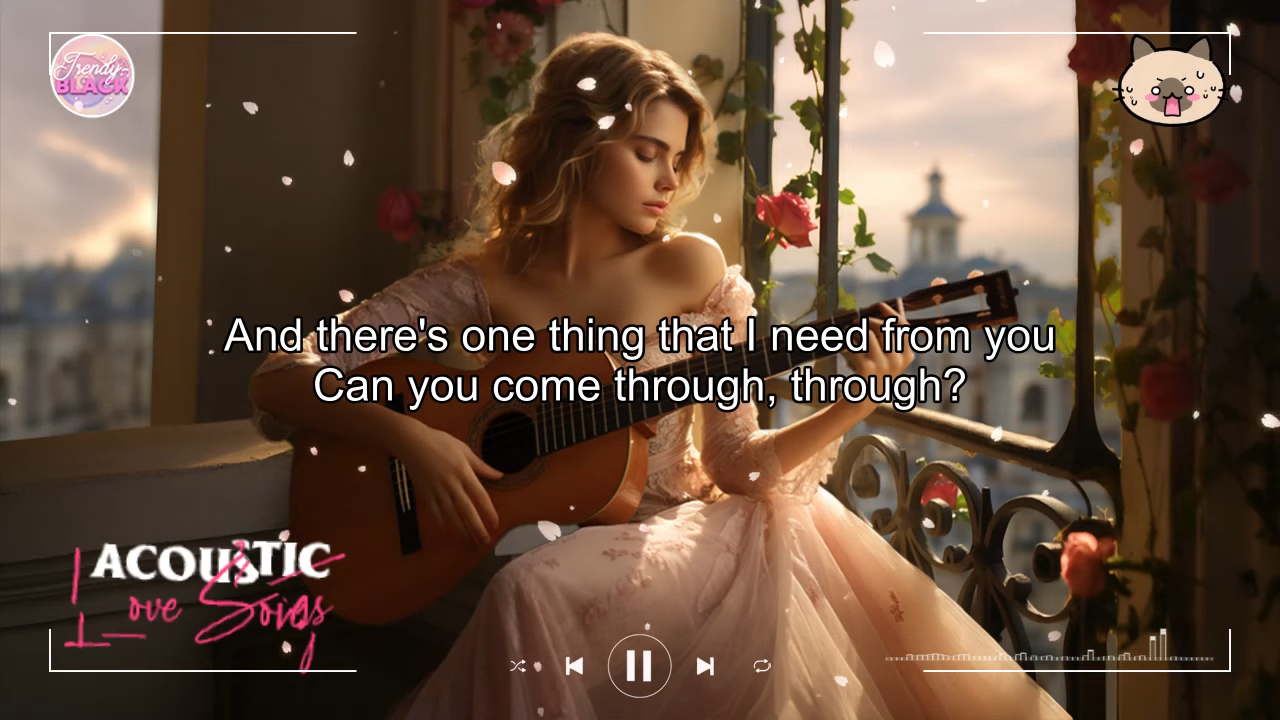 Trendy
BLACK
And there's one thing that I need from you
Can you come through, through?
ACOUSTIC
Love Songs